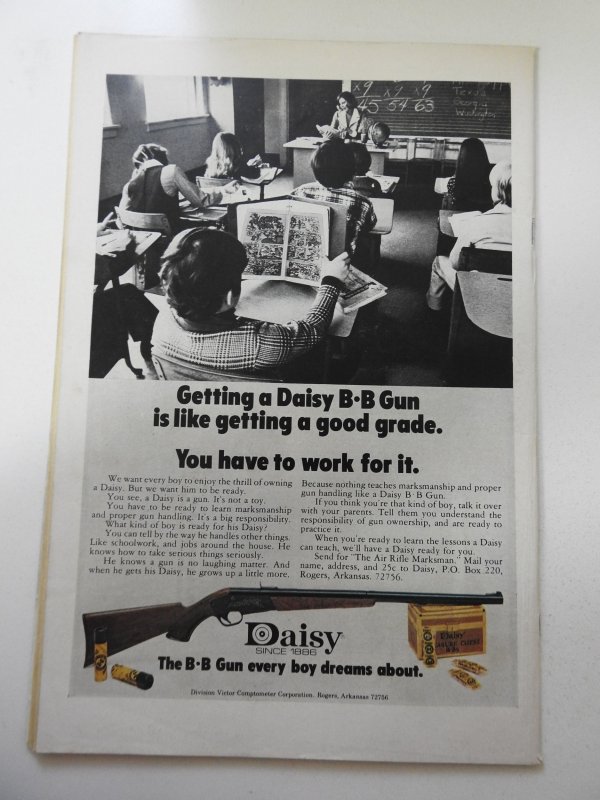 x9 x9 x9
45 54 63
Texas
Georgia
Washington
Getting a Daisy B•B Gun
is like getting a good grade.
You have to work for it.
We want every boy to enjoy the thrill of owning
a Daisy. But we want him to be ready.
You see, a Daisy is a gun. It's not a toy.
You have to be ready to learn marksmanship
and proper gun handling. It's a big responsibility.
What kind of boy is ready for his Daisy?
You can tell by the way he handles other things.
Like schoolwork, and jobs around the house. He
knows how to take serious things seriously.
He knows a gun is no laughing matter. And
when he gets his Daisy, he grows up a little more.
Because nothing teaches marksmanship and proper
gun handling like a Daisy B·B Gun.
If you think you're that kind of boy, talk it over
with your parents. Tell them you understand the
responsibility of gun ownership, and are ready to
practice it.
When you're ready to learn the lessons a Daisy
can teach, we'll have a Daisy ready for you.
Send for "The Air Rifle Marksman." Mail your
name, address, and 25c to Daisy, P.O. Box 220,
Rogers, Arkansas. 72756.
Daisy
SINCE 1886
Daisy
The B•B Gun every boy dreams about.
Division Victor Comptometer Corporation. Rogers, Arkansas 72756